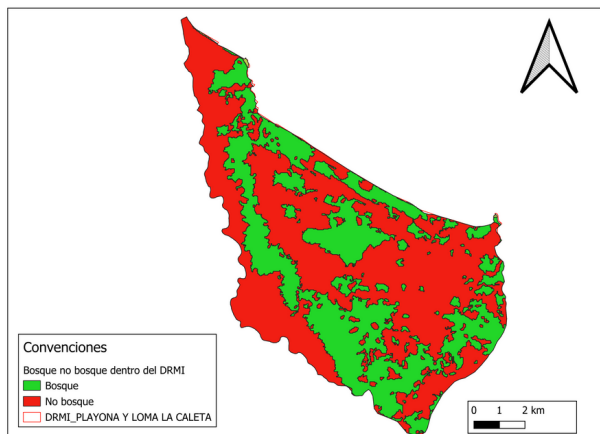 Convenciones
Bosque no bosque dentro del DRMI
Bosque
No bosque
DRMI_PLAYONA Y LOMA LA CALETA
0 1 2 km